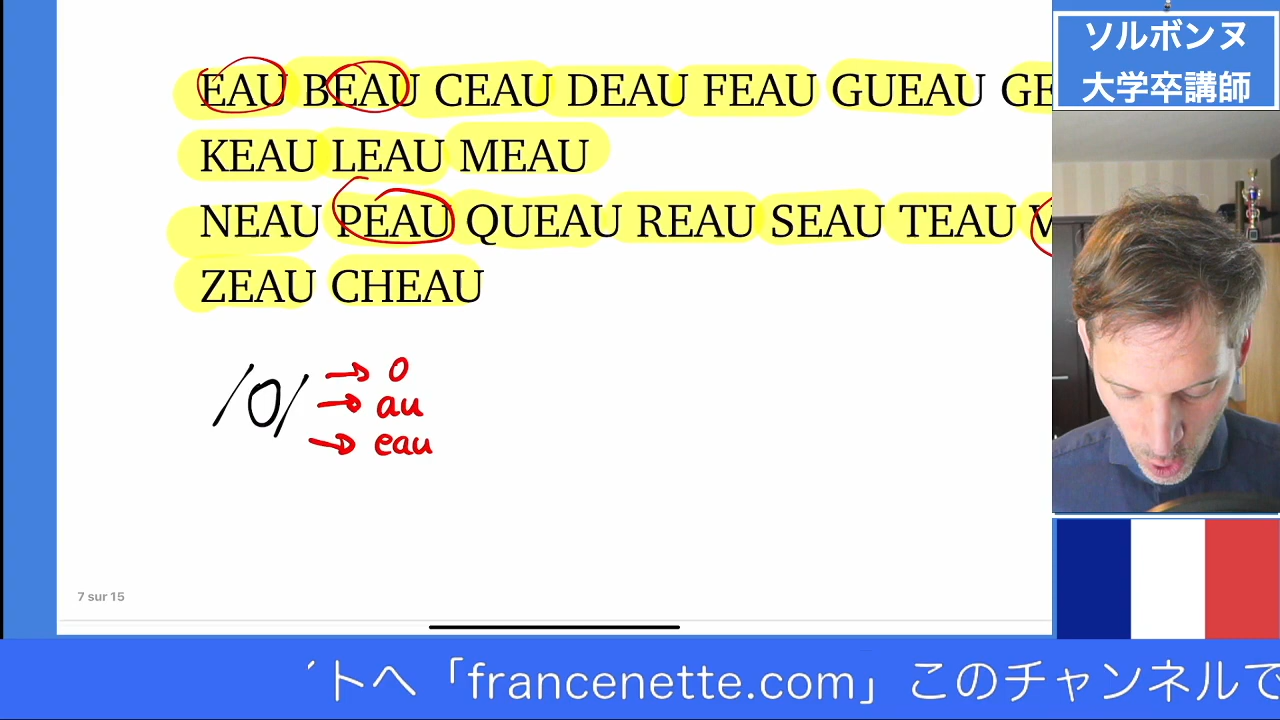 EAU BEAU CEAU DEAU FEAU GUEAU GE
KEAU LEAU MEAU
NEAU PEAU QUEAU REAU SEAU TEAU V
ZEAU CHEAU
/O/ → o
→ au
→ eau
7 sur 15
ソルボンヌ
大学卒講師
トへ「francenette.com」このチャンネルで